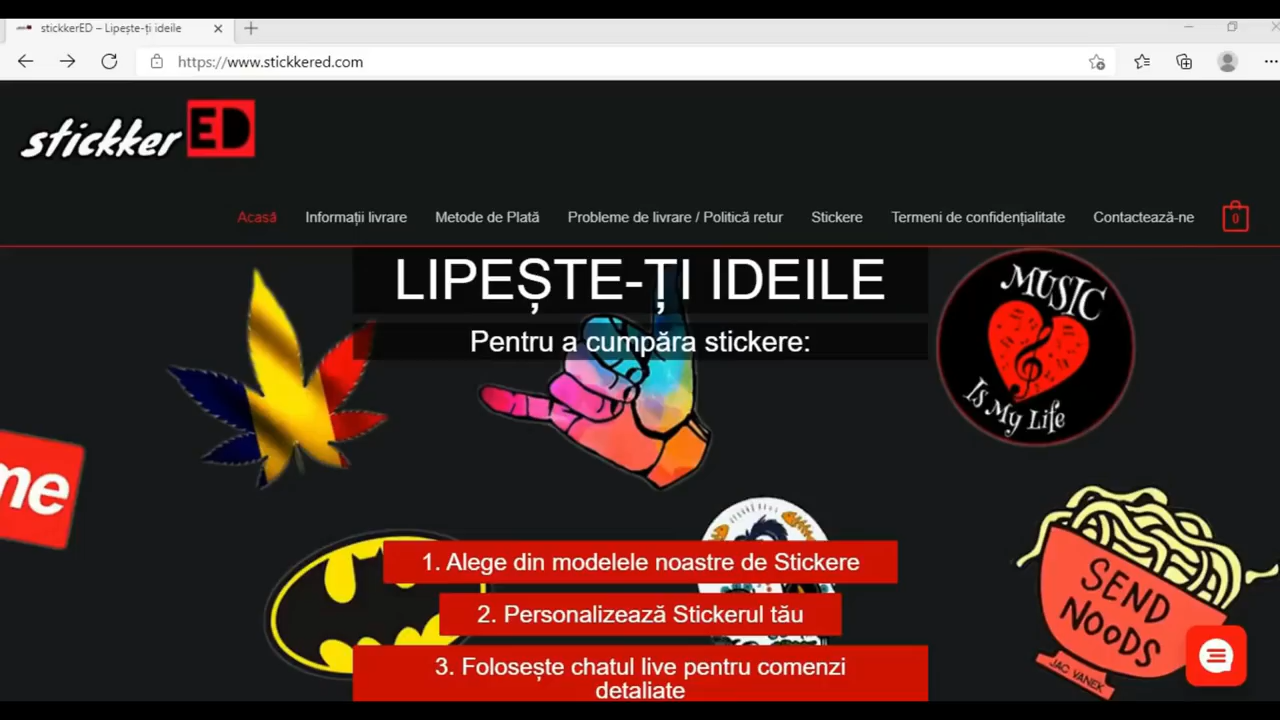 stickkerED – Lipește-ți ideile
https://www.stickkered.com
stickker ED
Acasă
Informații livrare
Metode de Plată
Probleme de livrare / Politică retur
Stickere
Termeni de confidențialitate
Contactează-ne
0
LIPEȘTE-ȚI IDEILE
Pentru a cumpăra stickere:
MUSIC
Is My Life
me
1. Alege din modelele noastre de Stickere
2. Personalizează Stickerul tău
3. Folosește chatul live pentru comenzi
detaliate
SEND
NOODS
JAC VANEK